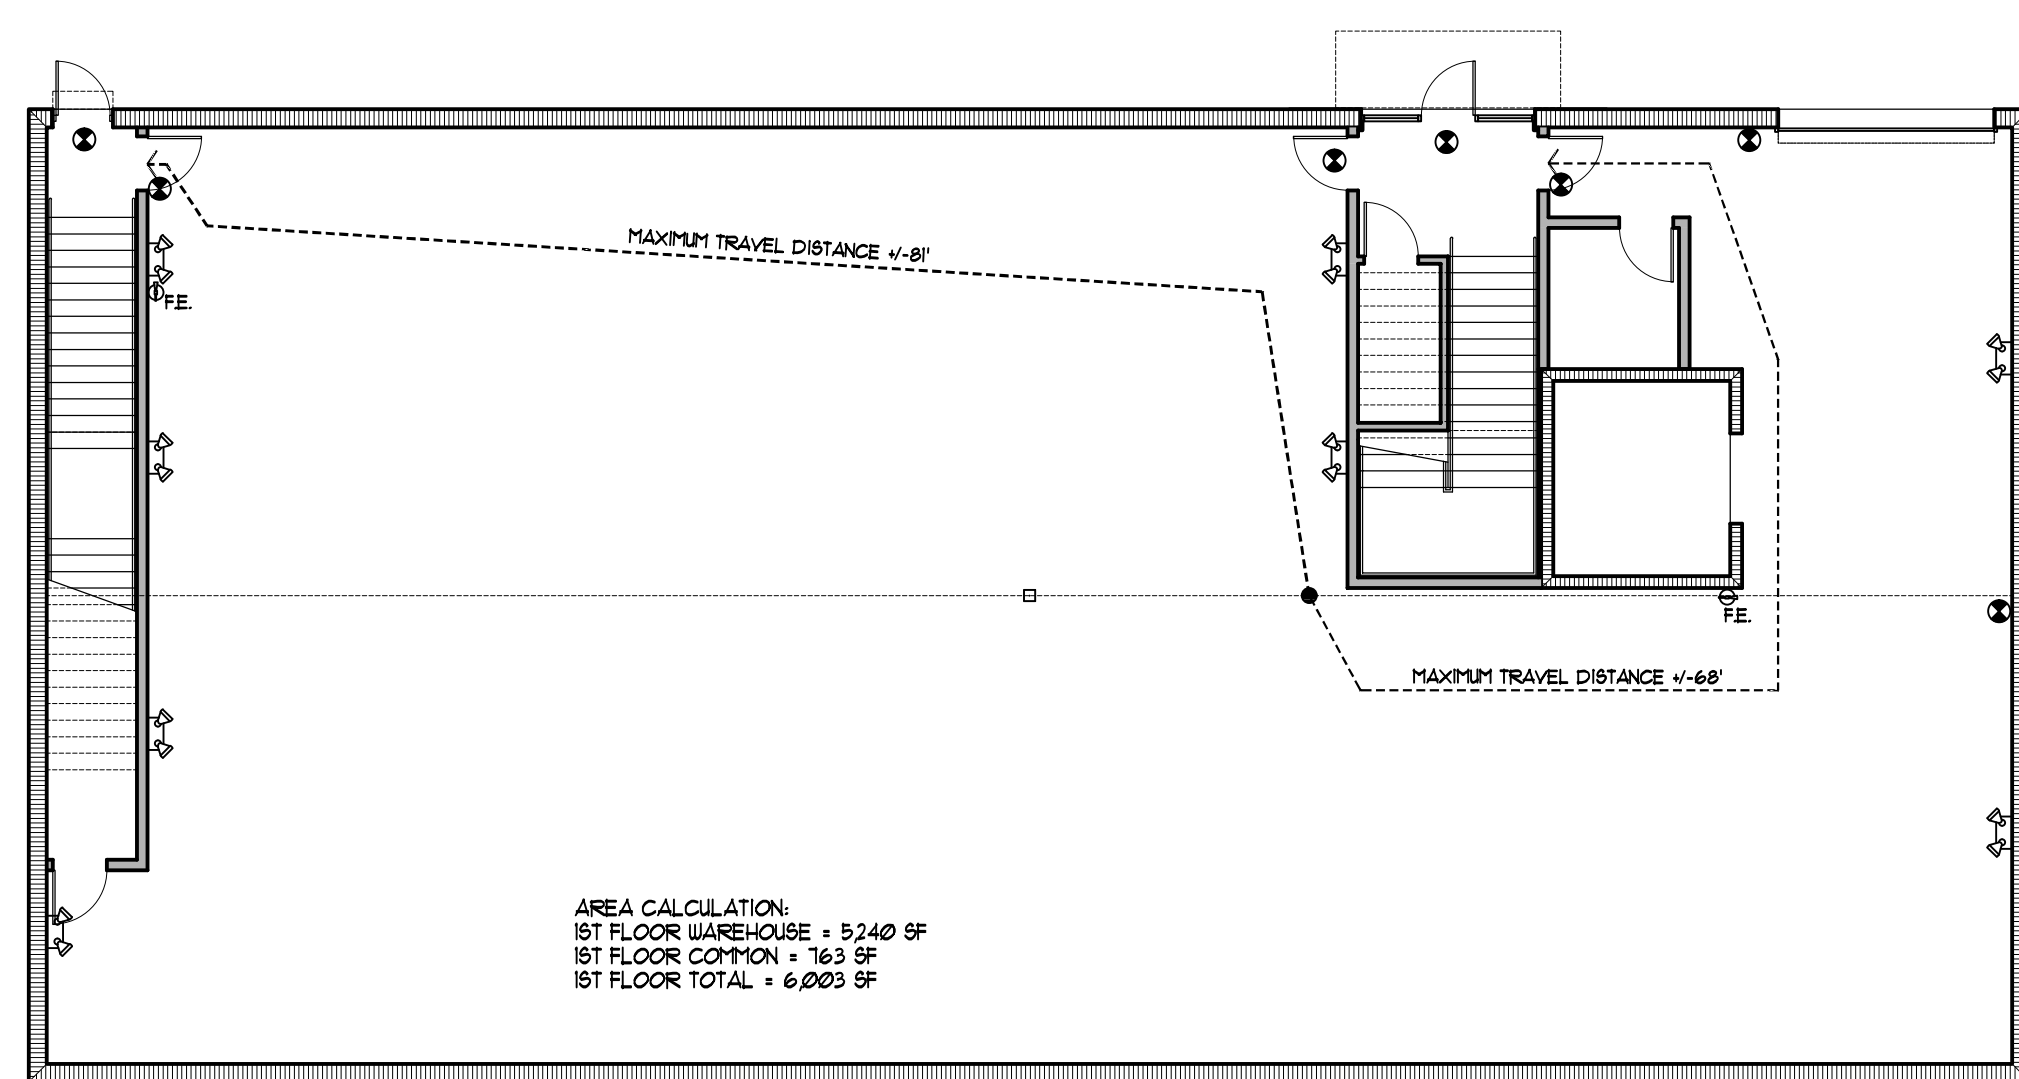 MAXIMUM TRAVEL DISTANCE +/-81'
F.E.
F.E.
MAXIMUM TRAVEL DISTANCE +/-68'
AREA CALCULATION:
1ST FLOOR WAREHOUSE = 5,240 SF
1ST FLOOR COMMON = 763 SF
1ST FLOOR TOTAL = 6,003 SF